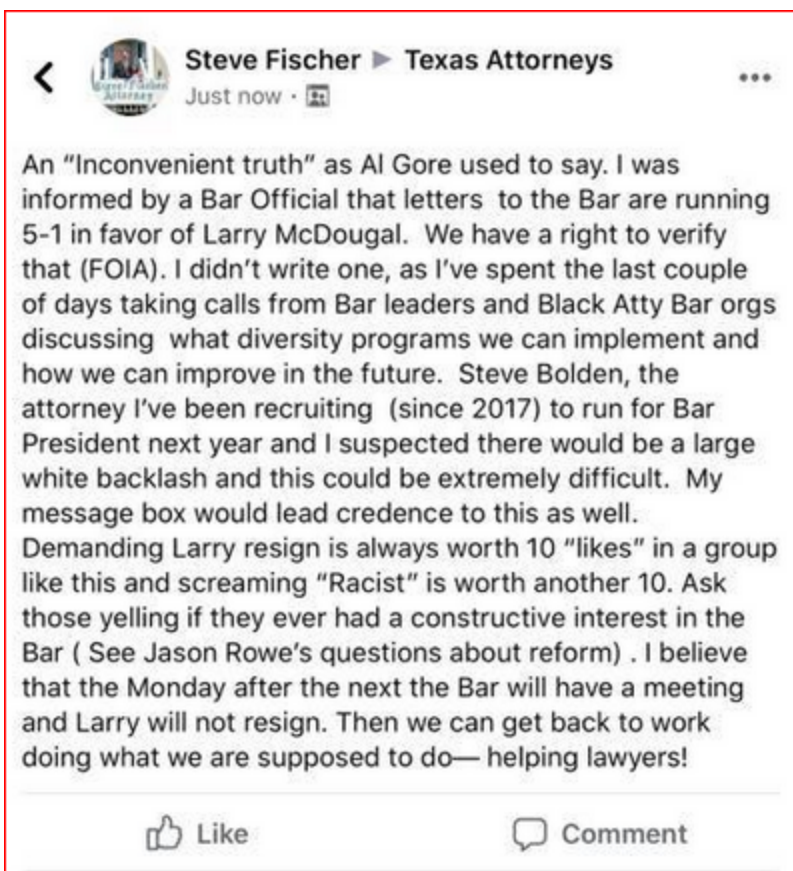 Steve Fischer ▶ Texas Attorneys
Just now ·
An “Inconvenient truth” as Al Gore used to say. I was
informed by a Bar Official that letters  to the Bar are running
5-1 in favor of Larry McDougal.  We have a right to verify
that (FOIA). I didn’t write one, as I’ve spent the last couple
of days taking calls from Bar leaders and Black Atty Bar orgs
discussing  what diversity programs we can implement and
how we can improve in the future.  Steve Bolden, the
attorney I’ve been recruiting  (since 2017) to run for Bar
President next year and I suspected there would be a large
white backlash and this could be extremely difficult.  My
message box would lead credence to this as well.
Demanding Larry resign is always worth 10 “likes” in a group
like this and screaming “Racist” is worth another 10. Ask
those yelling if they ever had a constructive interest in the
Bar ( See Jason Rowe’s questions about reform) . I believe
that the Monday after the next the Bar will have a meeting
and Larry will not resign. Then we can get back to work
doing what we are supposed to do— helping lawyers!
Like
Comment